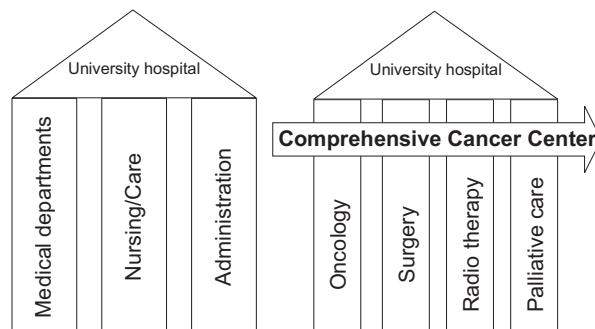 University hospital
Medical departments
Nursing/Care
Administration
University hospital
Comprehensive Cancer Center
Oncology
Surgery
Radio therapy
Palliative care